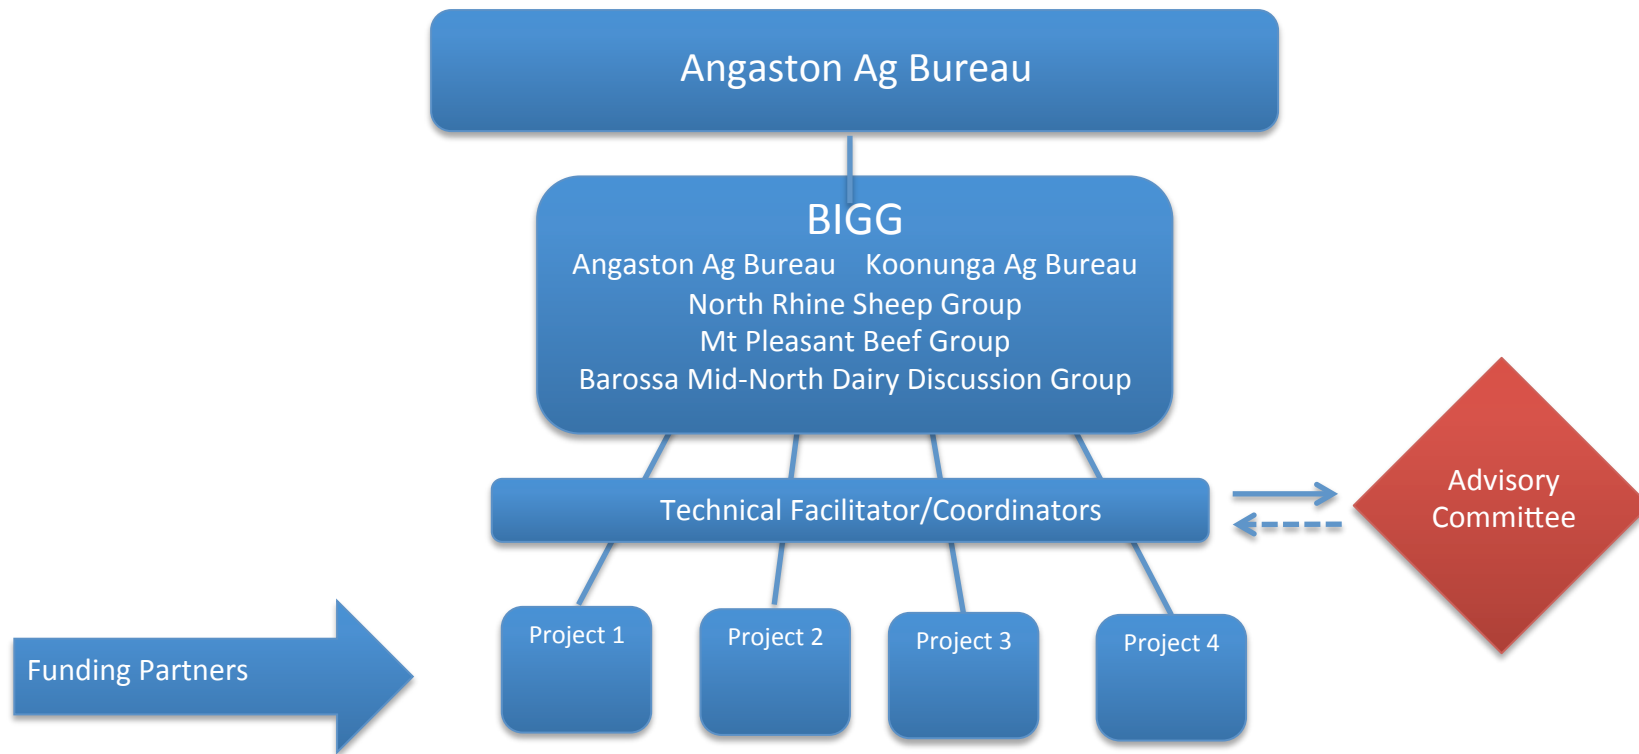 Angaston Ag Bureau
BIGG
Angaston Ag Bureau    Koonunga Ag Bureau
North Rhine Sheep Group
Mt Pleasant Beef Group
Barossa Mid-North Dairy Discussion Group
Technical Facilitator/Coordinators
Advisory
Committee
Project 1
Project 2
Project 3
Project 4
Funding Partners